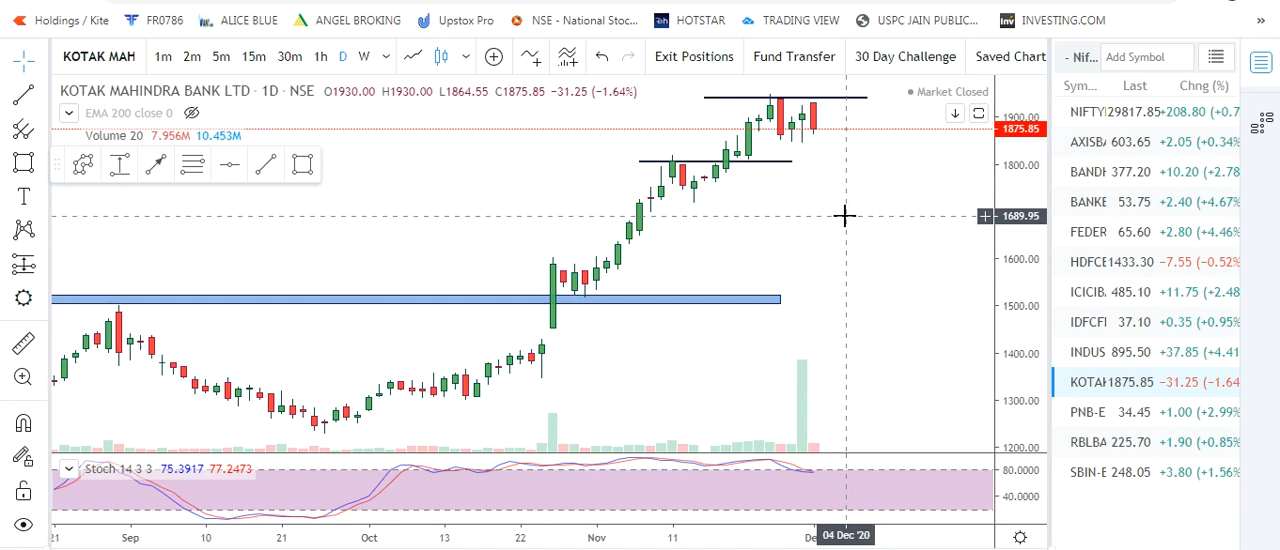 Holdings / Kite FR0786 ALICE BLUE ANGEL BROKING Upstox Pro NSE - National Stoc... HOTSTAR TRADING VIEW USPC JAIN PUBLIC... INVESTING.COM »
KOTAK MAH 1m 2m 5m 15m 30m 1h D W Exit Positions Fund Transfer 30 Day Challenge Saved Chart - Nif... Add Symbol
KOTAK MAHINDRA BANK LTD · 1D · NSE O1930.00 H1930.00 L1864.55 C1875.85 -31.25 (-1.64%) Market Closed
EMA 200 close 0
Volume 20 7.956M 10.453M
1900.00
1875.85
1800.00
1689.95
1600.00
1500.00
1400.00
1300.00
1200.00
Stoch 14 3 3 75.3917 77.2473
80.0000
40.0000
21 Sep 10 21 Oct 13 22 Nov 11 De 04 Dec '20
Sym... Last Chng (%)
NIFTY 29817.85 +208.80 (+0.7
AXISB 603.65 +2.05 (+0.34%
BANDH 377.20 +10.20 (+2.78
BANKE 53.75 +2.40 (+4.67%
FEDER 65.60 +2.80 (+4.46%
HDFCE 1433.30 -7.55 (-0.52%
ICICIB 485.10 +11.75 (+2.48
IDFCFI 37.10 +0.35 (+0.95%
INDUS 895.50 +37.85 (+4.41
KOTAK 1875.85 -31.25 (-1.64
PNB-E 34.45 +1.00 (+2.99%
RBLBA 225.70 +1.90 (+0.85%
SBIN-E 248.05 +3.80 (+1.56%